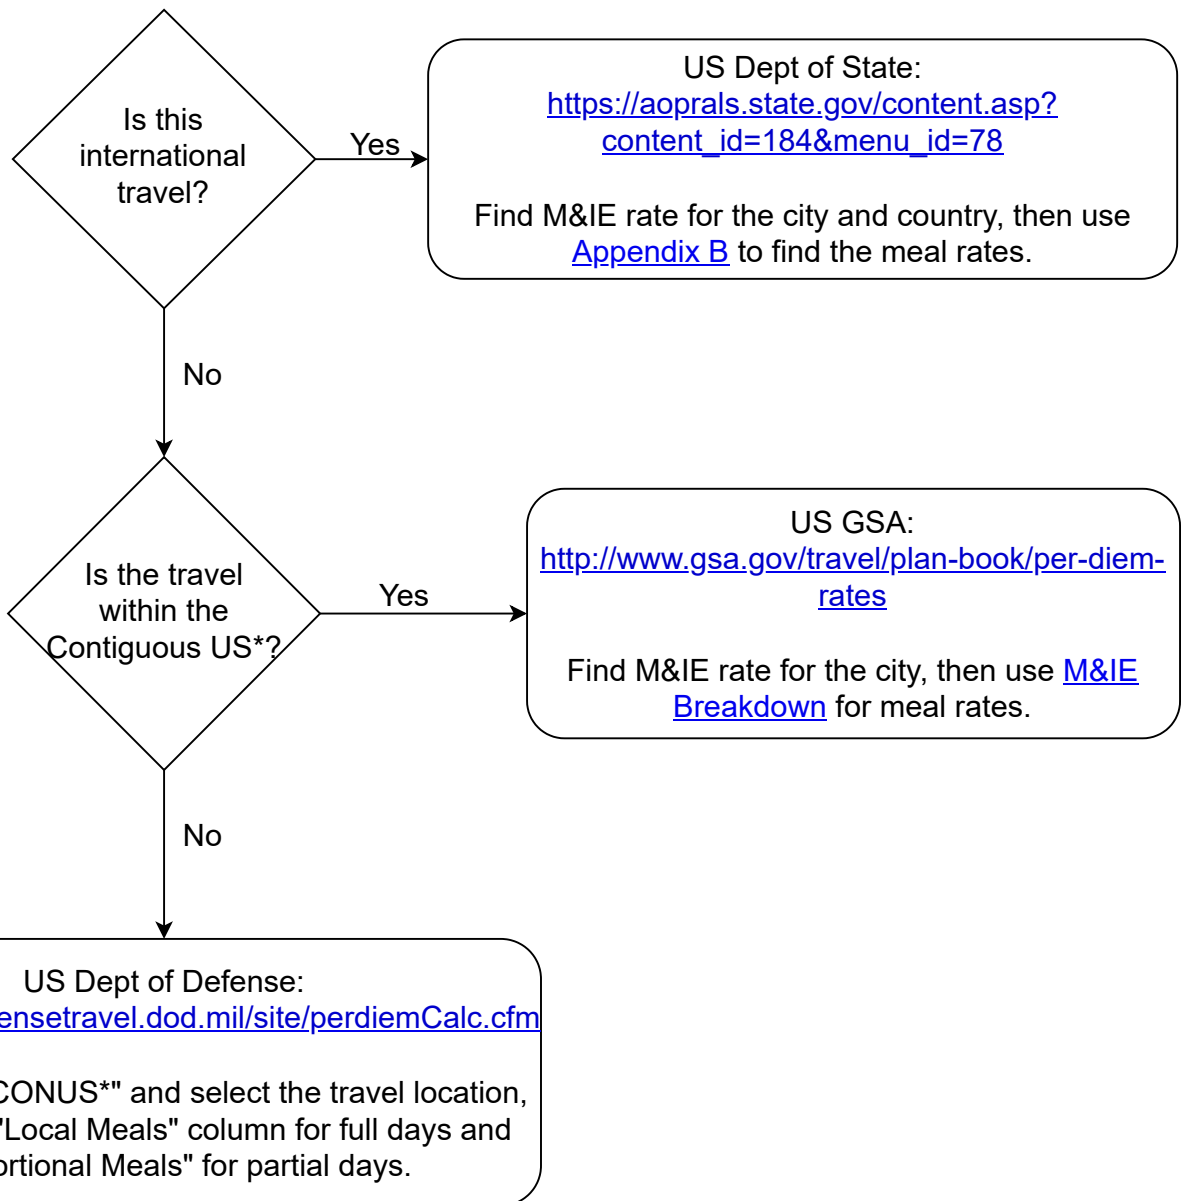 Is this
international
travel?
Yes
US Dept of State:
https://aoprals.state.gov/content.asp?
content_id=184&menu_id=78
Find M&IE rate for the city and country, then use
Appendix B to find the meal rates.
No
Is the travel
within the
Contiguous US*?
Yes
US GSA:
http://www.gsa.gov/travel/plan-book/per-diem-
rates
Find M&IE rate for the city, then use M&IE
Breakdown for meal rates.
No
US Dept of Defense:
ensetravel.dod.mil/site/perdiemCalc.cfm
CONUS*" and select the travel location,
"Local Meals" column for full days and
ortional Meals" for partial days.